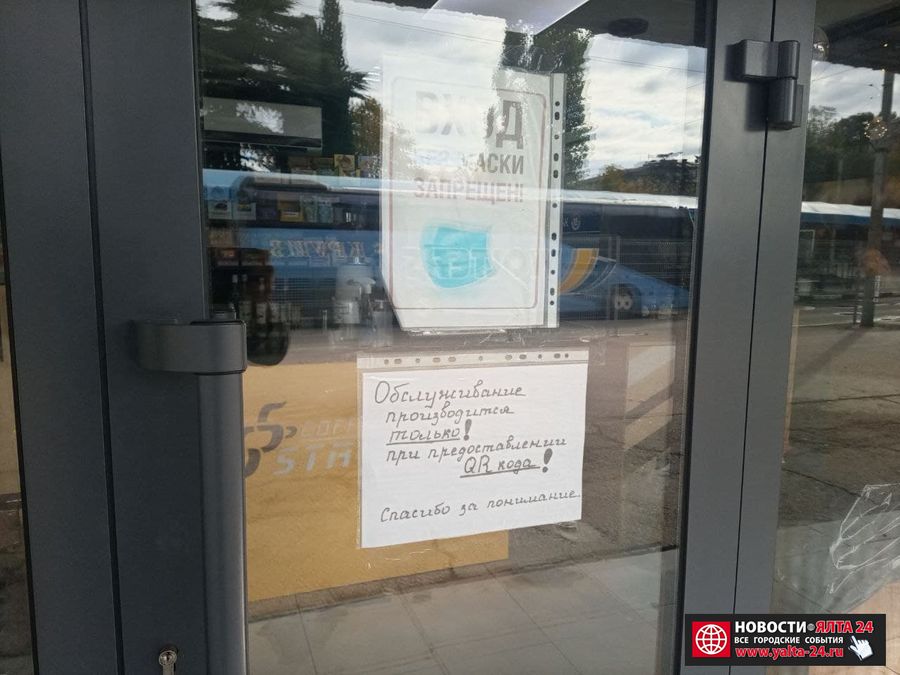 ВХОД
МАСКИ
ЗАПРЕЩЕН!
Обслуживание
производится
только!
при предоставлении
QR кода!
Спасибо за понимание.
НОВОСТИ ЯЛТА 24
ВСЕ ГОРОДСКИЕ СОБЫТИЯ
www.yalta-24.ru